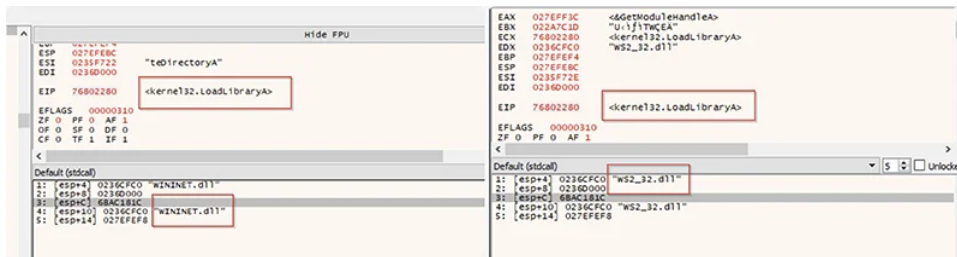 Hide FPU
ESP 027EFEBC
ESI 0235F722 "teDirectoryA"
EDI 0236D000
EIP 76802280 <kernel32.LoadLibraryA>
EFLAGS 00000310
ZF 0 PF 0 AF 1
OF 0 SF 0 DF 0
CF 0 TF 1 IF 1
Default (stdcall)
1: [esp+4] 0236CFC0 "WININET.dll"
2: [esp+8] 0236D000
3: [esp+C] 68AC181C
4: [esp+10] 0236CFC0 "WININET.dll"
5: [esp+14] 027EFEF8
EAX 027EFF3C <&GetModuleHandleA>
EBX 022A7C1D
ECX 76802280 <kernel32.LoadLibraryA>
EDX 0236CFC0 "WS2_32.dll"
EBP 027EFEF4
ESP 027EFEBC
ESI 0235F72E
EDI 0236D000
EIP 76802280 <kernel32.LoadLibraryA>
EFLAGS 00000310
ZF 0 PF 0 AF 1
Default (stdcall) 5 Unlocke
1: [esp+4] 0236CFC0 "WS2_32.dll"
2: [esp+8] 0236D000
3: [esp+C] 68AC181C
4: [esp+10] 0236CFC0 "WS2_32.dll"
5: [esp+14] 027EFEF8